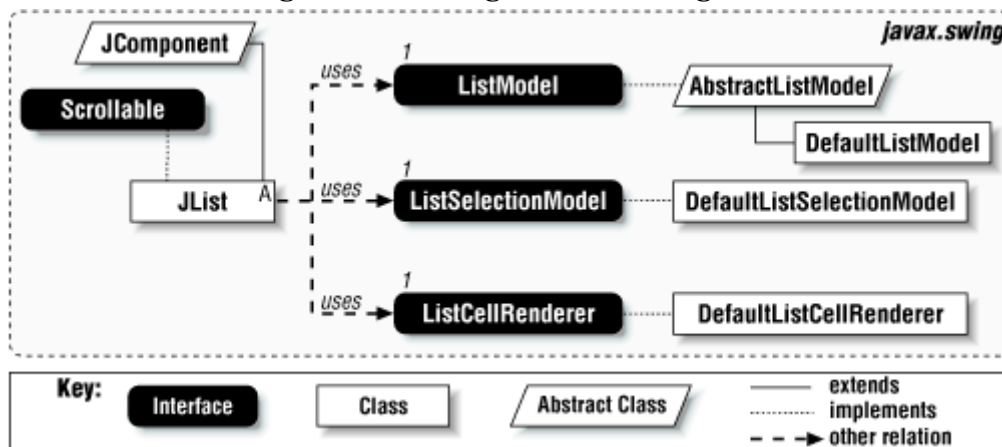 javax.swing
JComponent
Scrollable
JList A
uses
1
ListModel
AbstractListModel
DefaultListModel
uses
1
ListSelectionModel
DefaultListSelectionModel
uses
1
ListCellRenderer
DefaultListCellRenderer
Key:
Interface
Class
Abstract Class
extends
implements
other relation